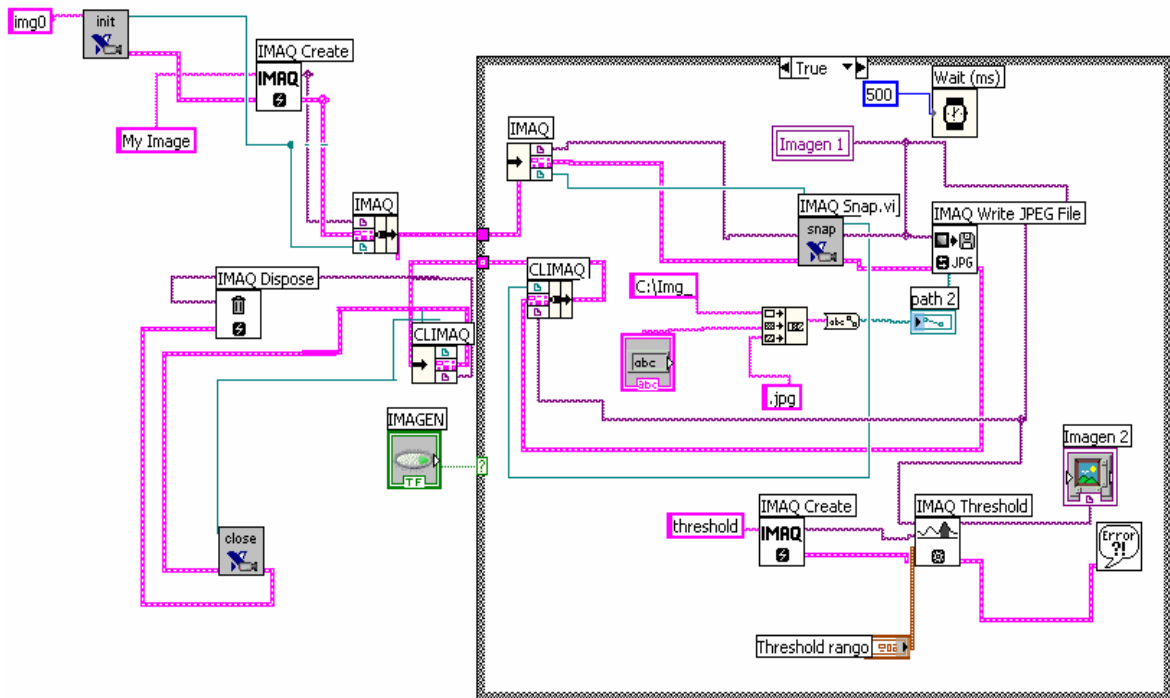 img0
init
IMAQ Create
IMAQ
My Image
IMAQ
IMAQ Dispose
CLIMAQ
IMAGEN
TF
close
True
500
Wait (ms)
IMAQ
Imagen 1
IMAQ Snap.vi
snap
IMAQ Write JPEG File
JPG
CLIMAQ
C:\Img_
abc
abc
abc
path 2
.jpg
?
Imagen 2
threshold
IMAQ Create
IMAQ
IMAQ Threshold
Error
?!
Threshold rango